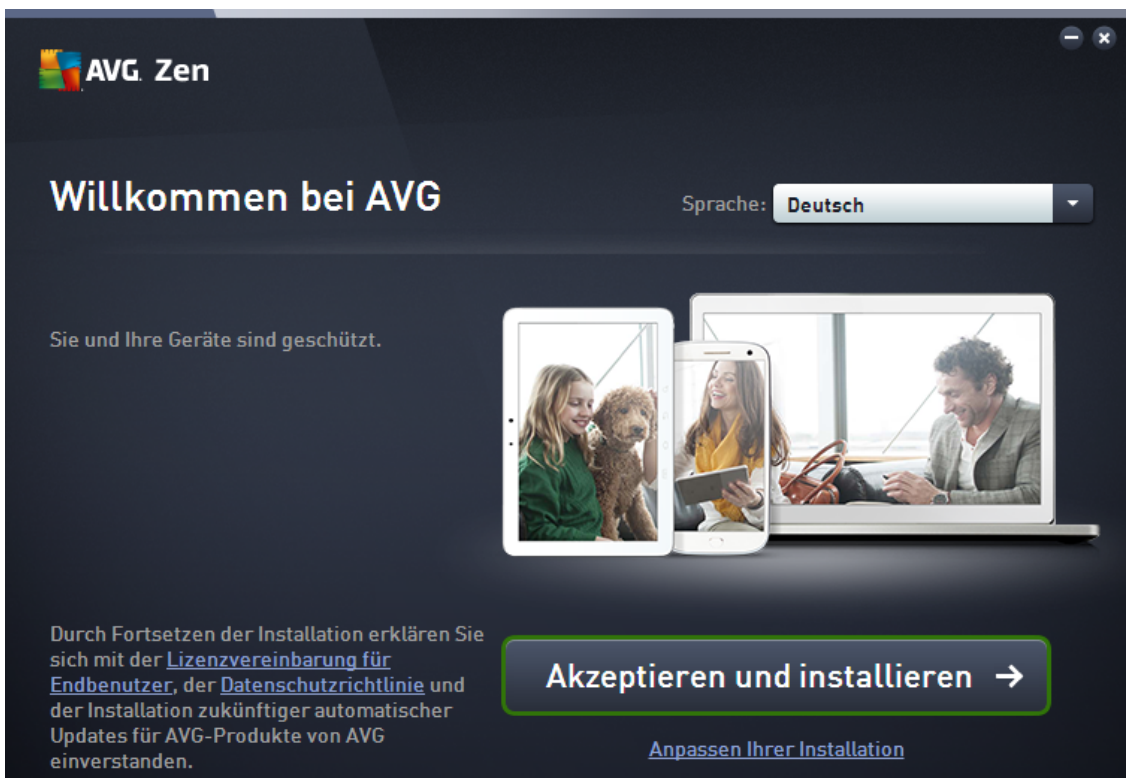 AVG. Zen
Willkommen bei AVG
Sprache: Deutsch
Sie und Ihre Geräte sind geschützt.
Durch Fortsetzen der Installation erklären Sie
sich mit der Lizenzvereinbarung für
Endbenutzer, der Datenschutzrichtlinie und
der Installation zukünftiger automatischer
Updates für AVG-Produkte von AVG
einverstanden.
Akzeptieren und installieren →
Anpassen Ihrer Installation